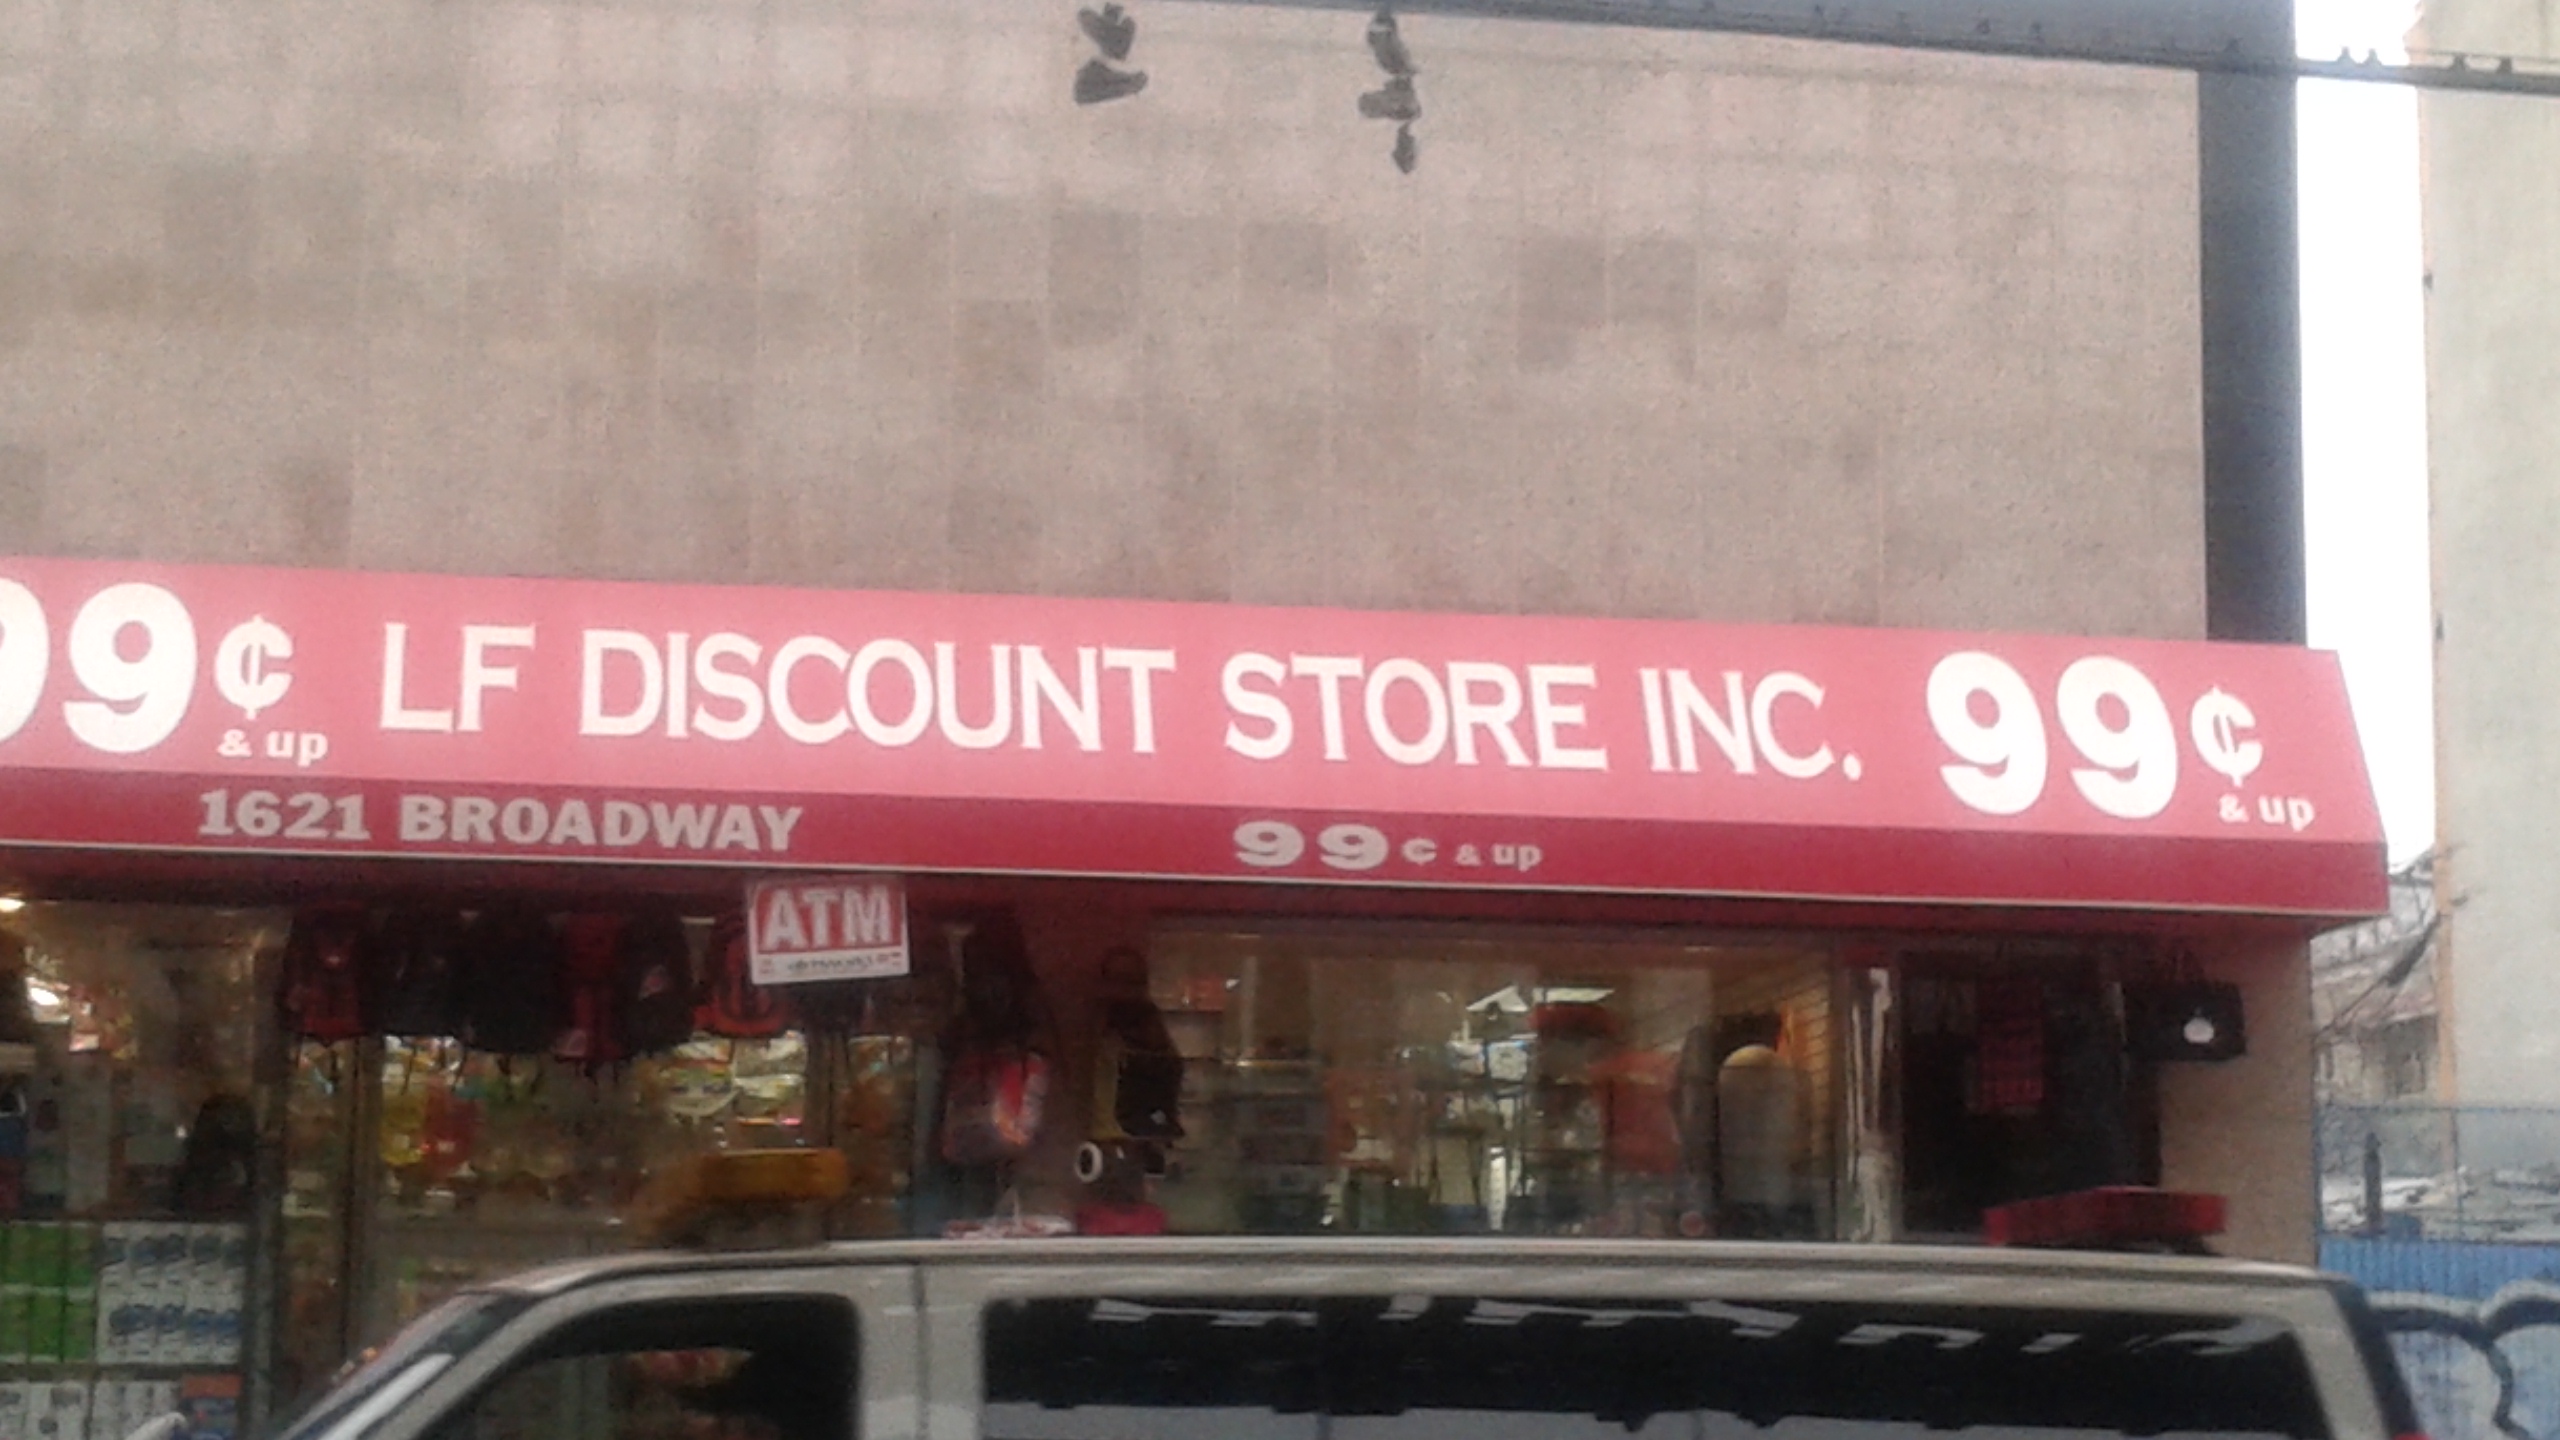 99¢ & up LF DISCOUNT STORE INC. 99¢ & up
1621 BROADWAY 99¢ & up
ATM